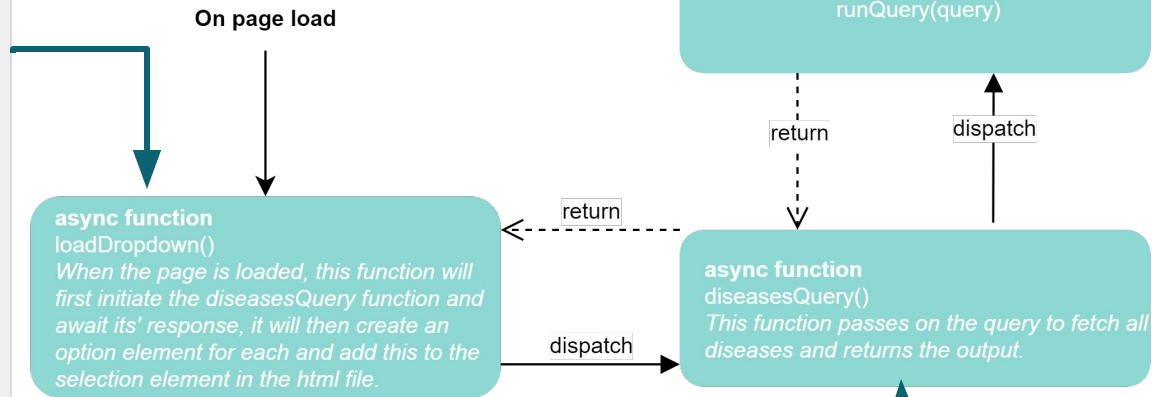 On page load
runQuery(query)
return
dispatch
return
async function
loadDropdown()
When the page is loaded, this function will
first initiate the diseasesQuery function and
await its' response, it will then create an
option element for each and add this to the
selection element in the html file.
dispatch
async function
diseasesQuery()
This function passes on the query to fetch all
diseases and returns the output.